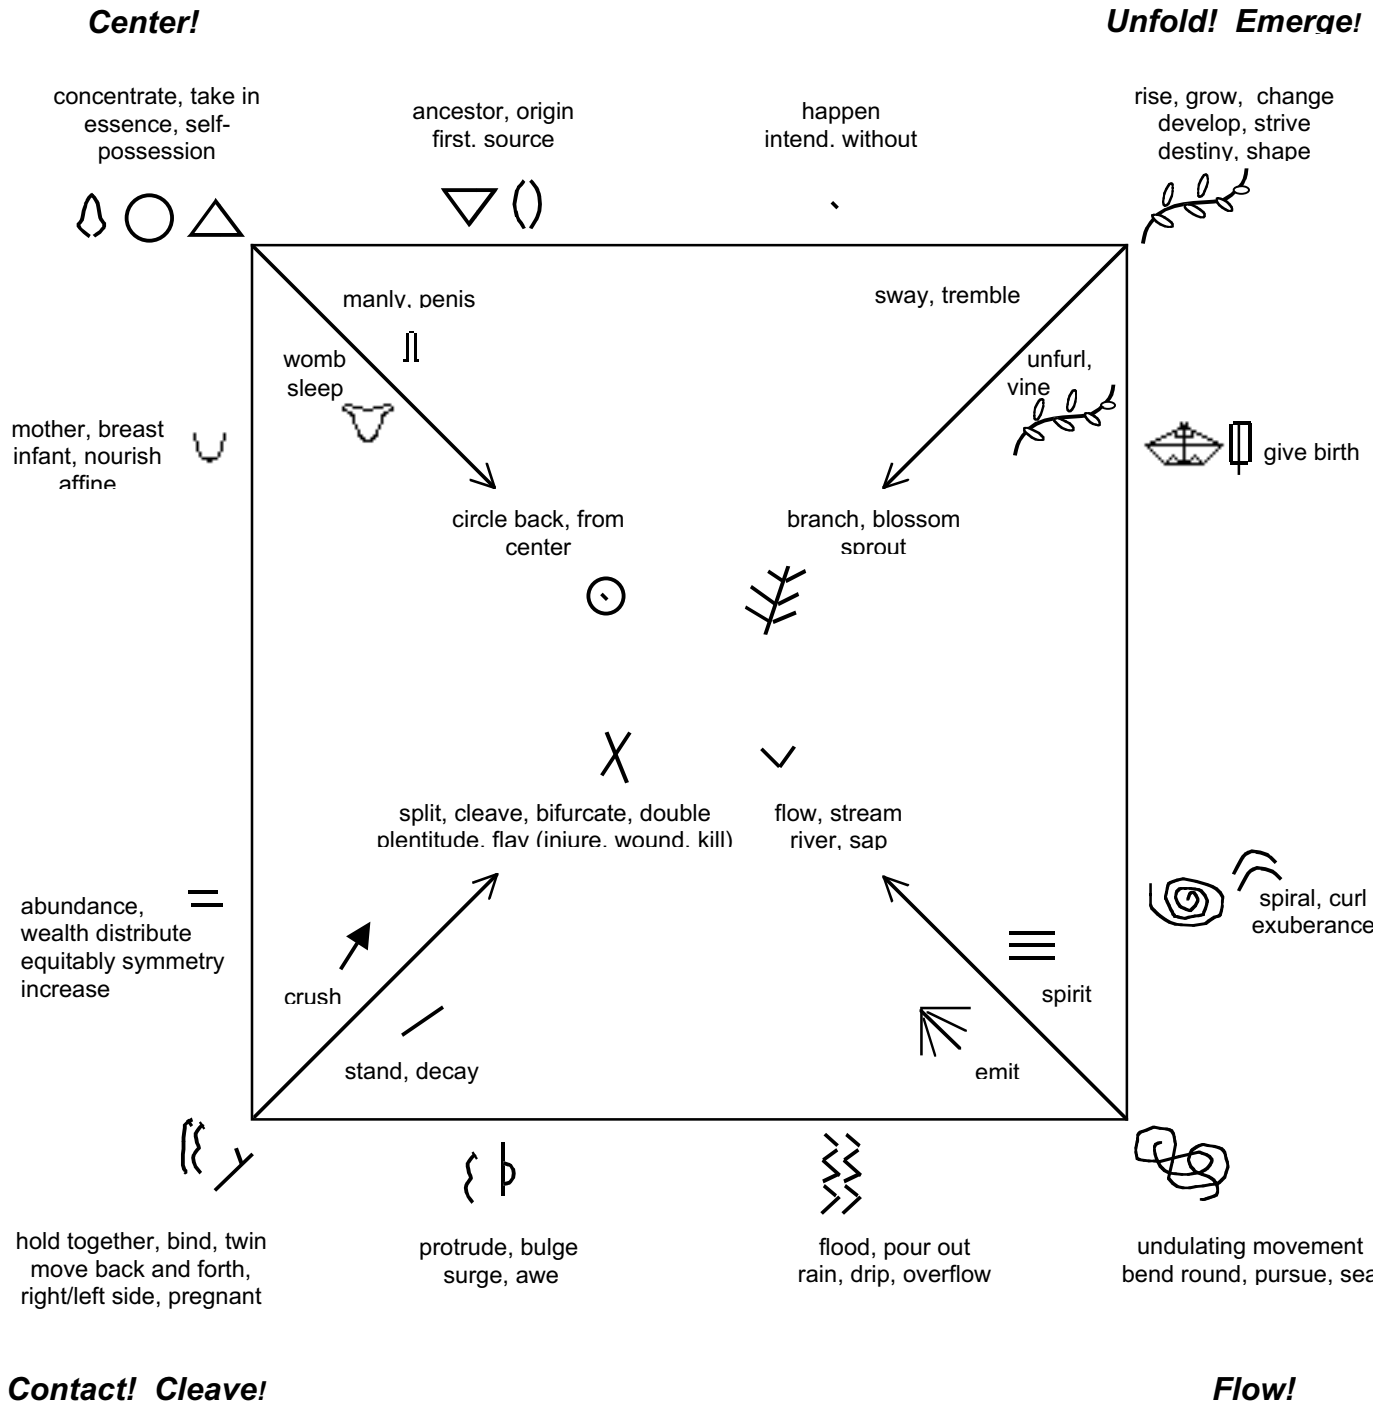 Center!
Unfold! Emerge!
concentrate, take in
essence, self-
possession
ancestor, origin
first. source
happen
intend. without
rise, grow, change
develop, strive
destiny, shape
manly, penis
sway, tremble
womb
sleep
unfurl,
vine
mother, breast
infant, nourish
affine
give birth
circle back, from
center
branch, blossom
sprout
split, cleave, bifurcate, double
plentitude, flay (injure, wound, kill)
flow, stream
river, sap
abundance,
wealth distribute
equitably symmetry
increase
spiral, curl
exuberance
crush
spirit
stand, decay
emit
hold together, bind, twin
move back and forth,
right/left side, pregnant
protrude, bulge
surge, awe
flood, pour out
rain, drip, overflow
undulating movement
bend round, pursue, sea
Contact! Cleave!
Flow!